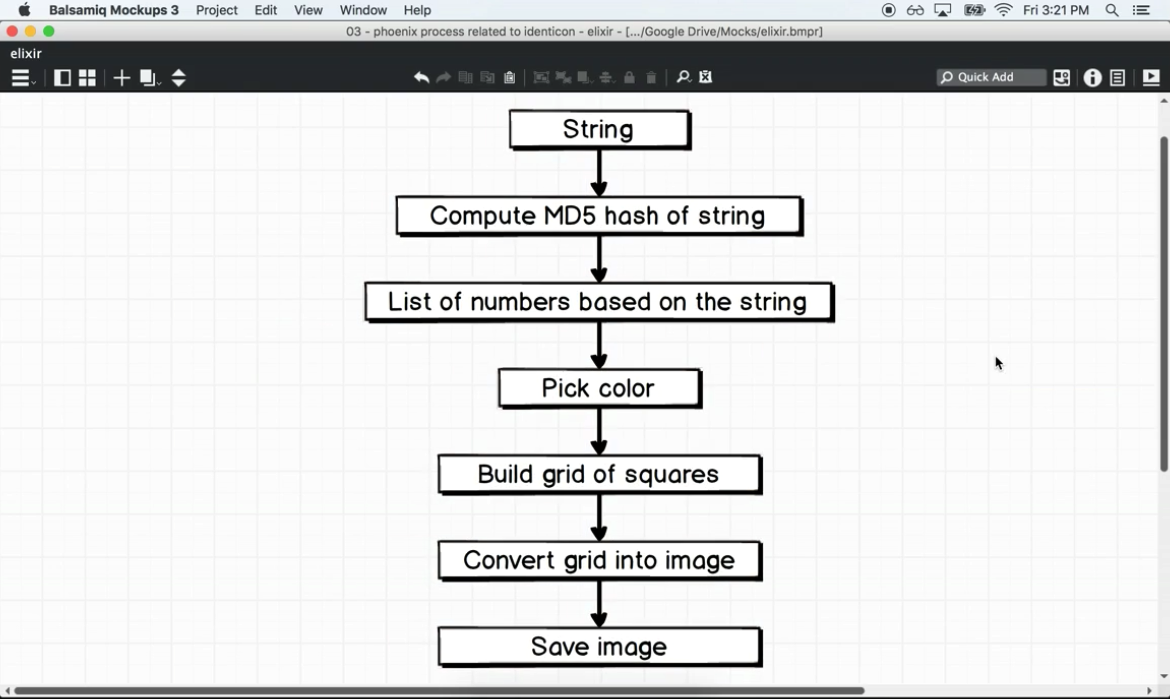 Balsamiq Mockups 3 Project Edit View Window Help Fri 3:21 PM
03 - phoenix process related to identicon - elixir - [.../Google Drive/Mocks/elixir.bmpr]
elixir
Quick Add
String
Compute MD5 hash of string
List of numbers based on the string
Pick color
Build grid of squares
Convert grid into image
Save image